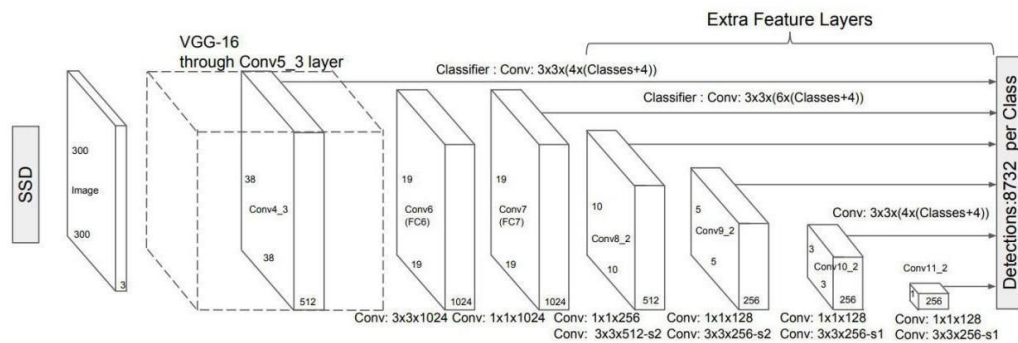 Extra Feature Layers
VGG-16
through Conv5_3 layer
Classifier : Conv: 3x3x(4x(Classes+4))
Classifier : Conv: 3x3x(6x(Classes+4))
SSD
300
Image
300
3
38
Conv4_3
38
512
19
Conv6
(FC6)
19
1024
19
Conv7
(FC7)
19
1024
10
Conv8_2
10
512
5
Conv9_2
5
256
Conv: 3x3x(4x(Classes+4))
3
Conv10_2
3
256
Conv11_2
1
256
Detections:8732 per Class
Conv: 3x3x1024
Conv: 1x1x1024
Conv: 1x1x256
Conv: 3x3x512-s2
Conv: 1x1x128
Conv: 3x3x256-s2
Conv: 1x1x128
Conv: 3x3x256-s1
Conv: 1x1x128
Conv: 3x3x256-s1